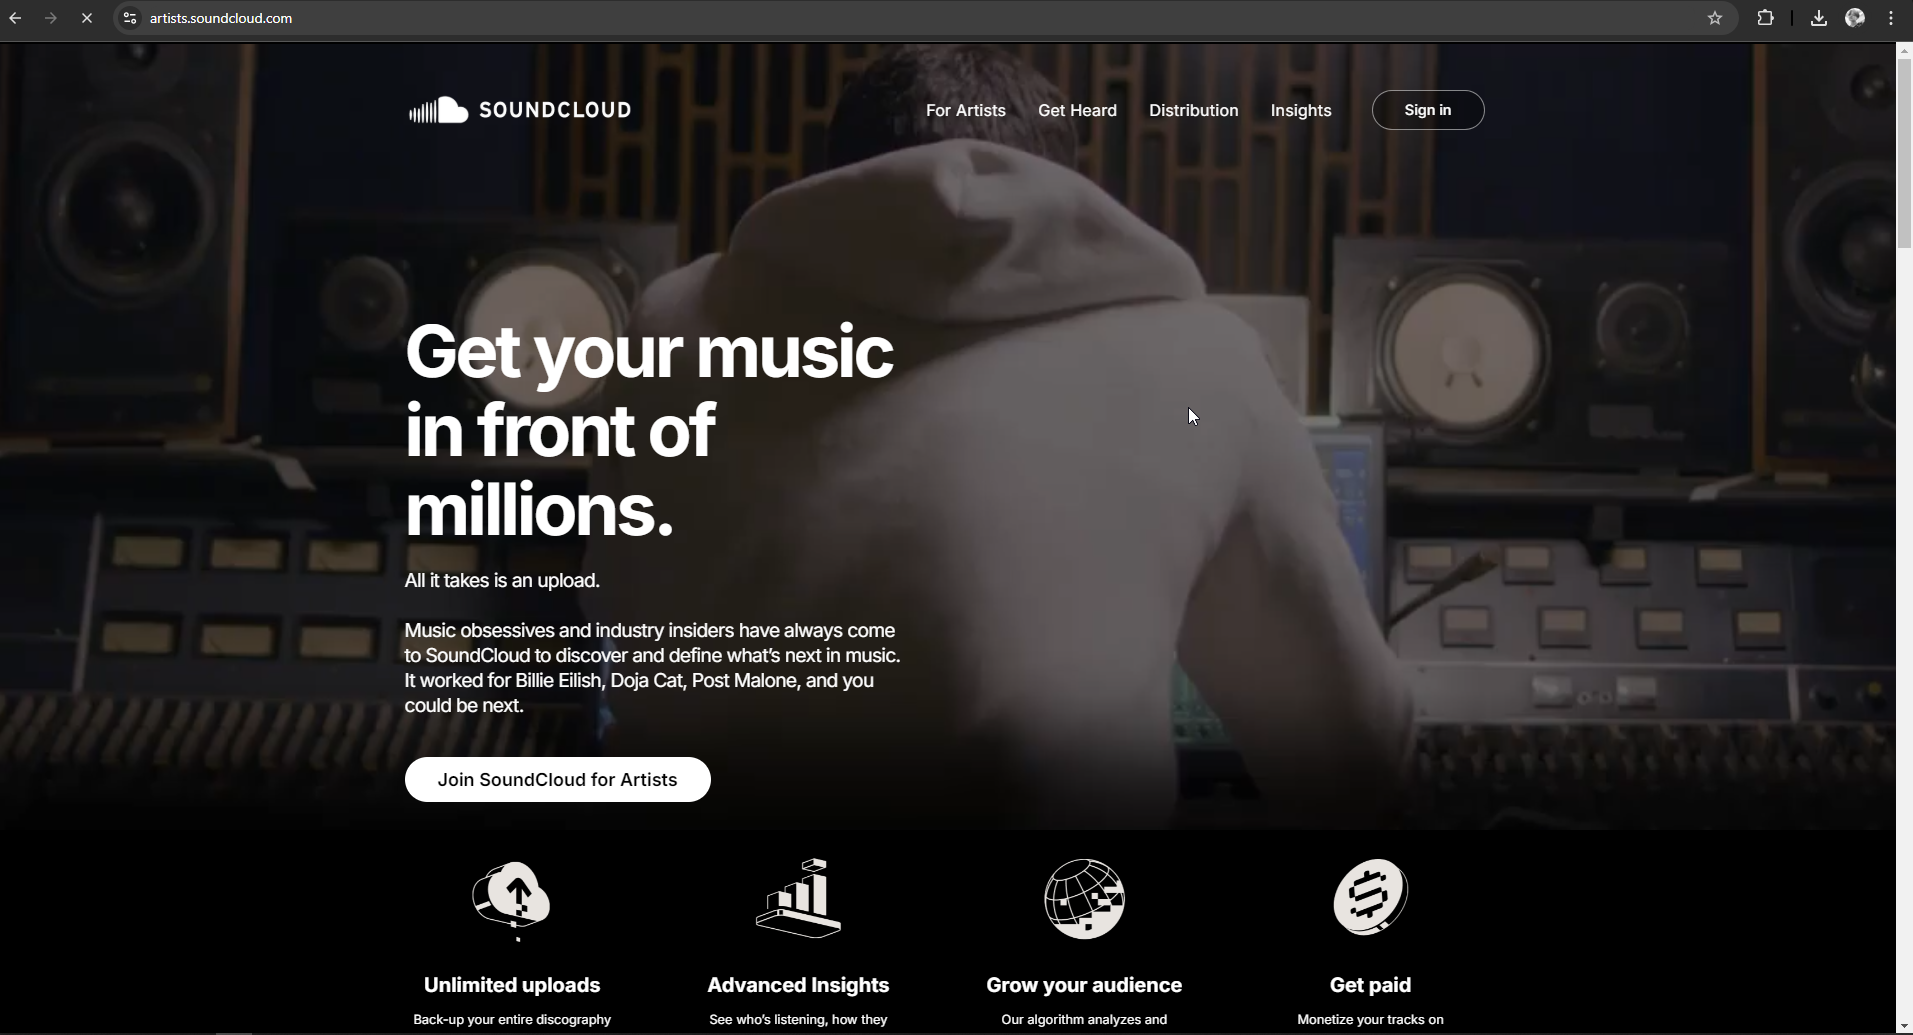 artists.soundcloud.com
SOUNDCLOUD
For Artists
Get Heard
Distribution
Insights
Sign in
Get your music
in front of
millions.
All it takes is an upload.
Music obsessives and industry insiders have always come
to SoundCloud to discover and define what’s next in music.
It worked for Billie Eilish, Doja Cat, Post Malone, and you
could be next.
Join SoundCloud for Artists
Unlimited uploads
Back-up your entire discography
Advanced Insights
See who’s listening, how they
Grow your audience
Our algorithm analyzes and
Get paid
Monetize your tracks on